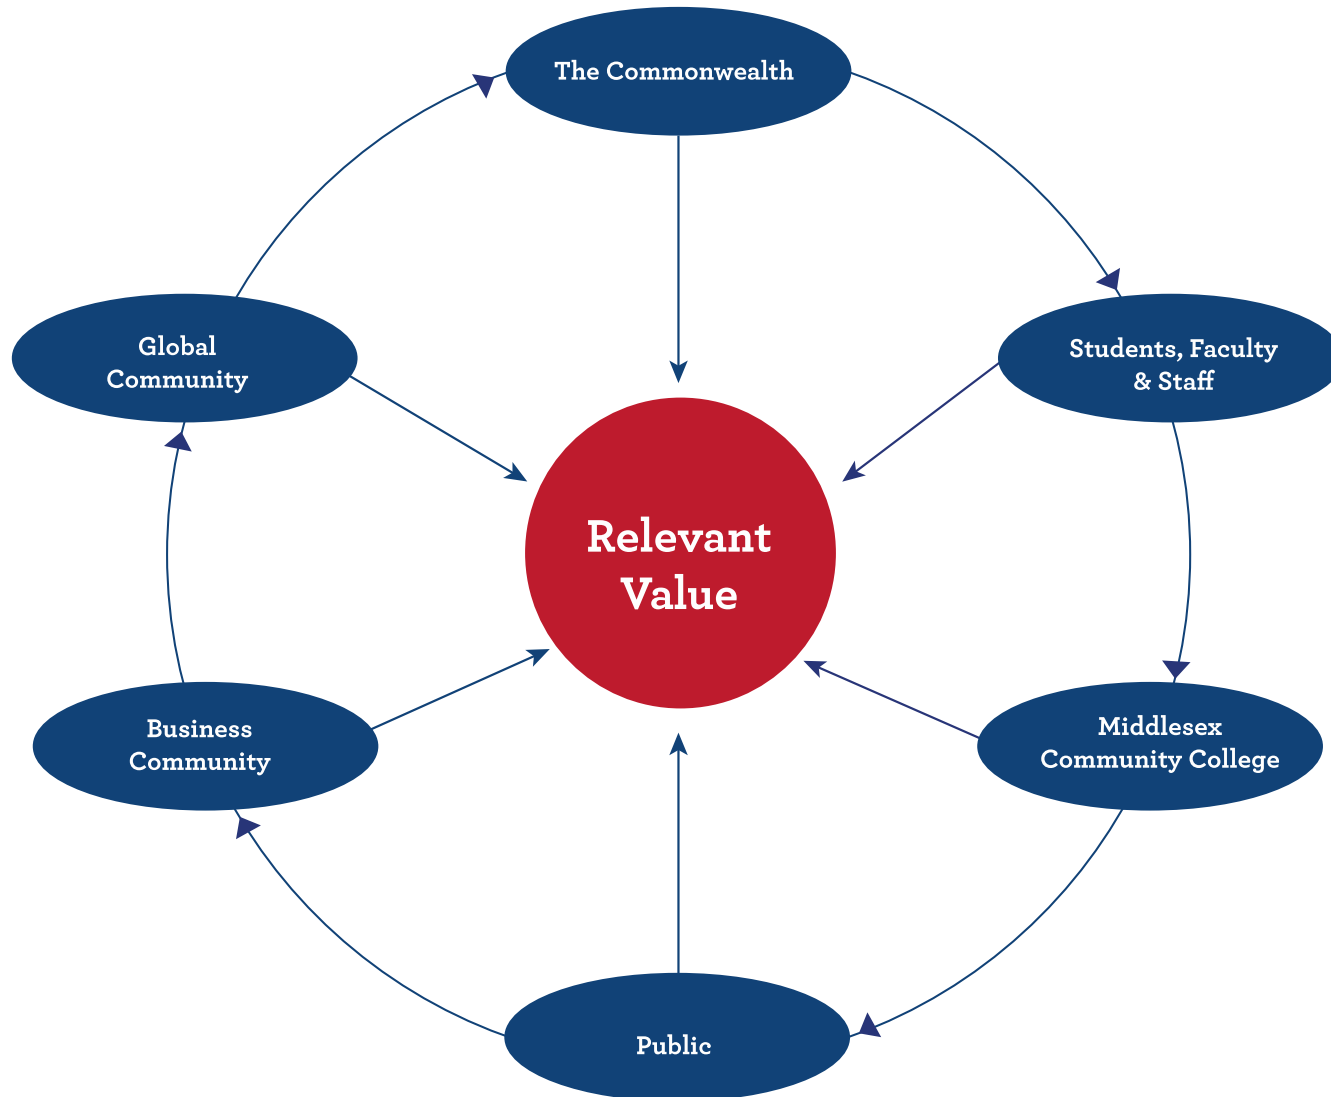 The Commonwealth
Global
Community
Students, Faculty
& Staff
Relevant
Value
Business
Community
Middlesex
Community College
Public